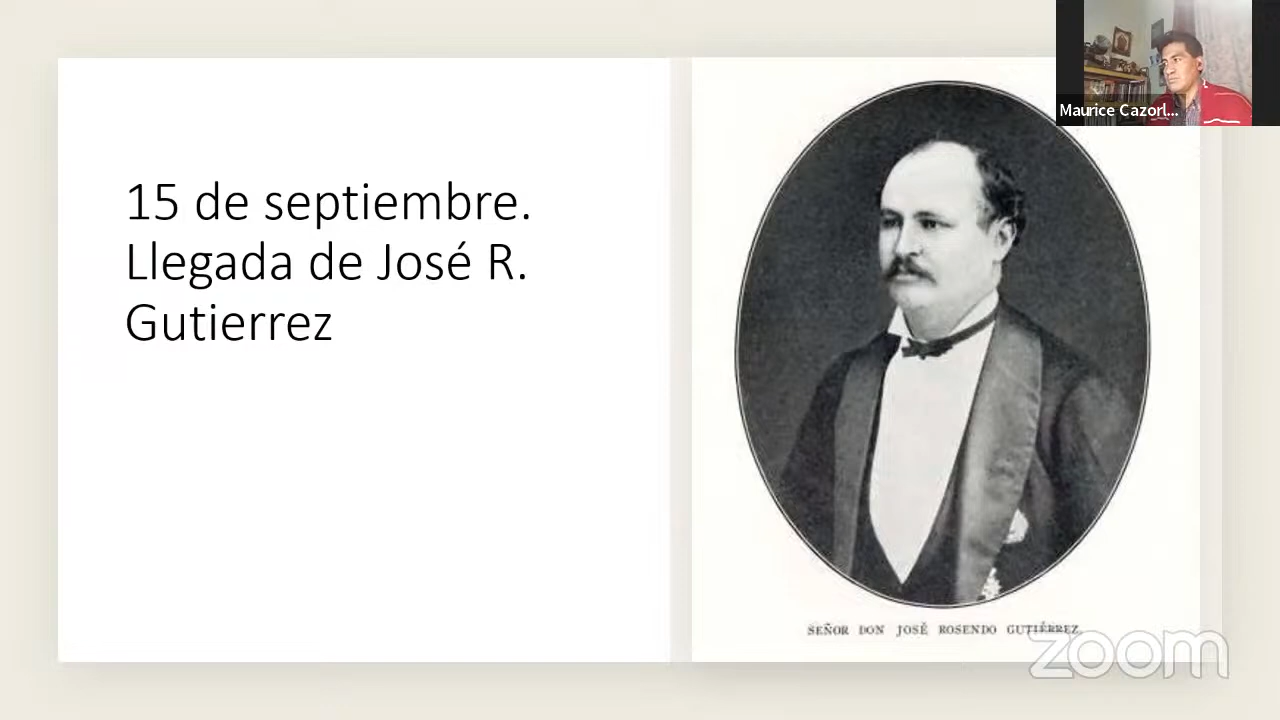 15 de septiembre.
Llegada de José R.
Gutierrez
Maurice Cazorl...
SEÑOR DON JOSÉ ROSENDO GUTIÉRREZ
zoom